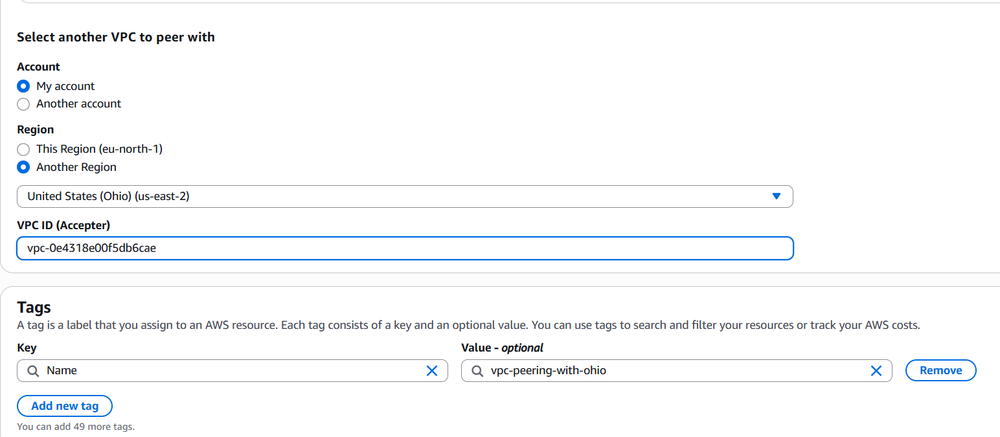 Select another VPC to peer with
Account
My account
Another account
Region
This Region (eu-north-1)
Another Region
United States (Ohio) (us-east-2)
VPC ID (Accepter)
vpc-0e4318e00f5db6cae
Tags
A tag is a label that you assign to an AWS resource. Each tag consists of a key and an optional value. You can use tags to search and filter your resources or track your AWS costs.
Key
Value - optional
Name
vpc-peering-with-ohio
Remove
Add new tag
You can add 49 more tags.